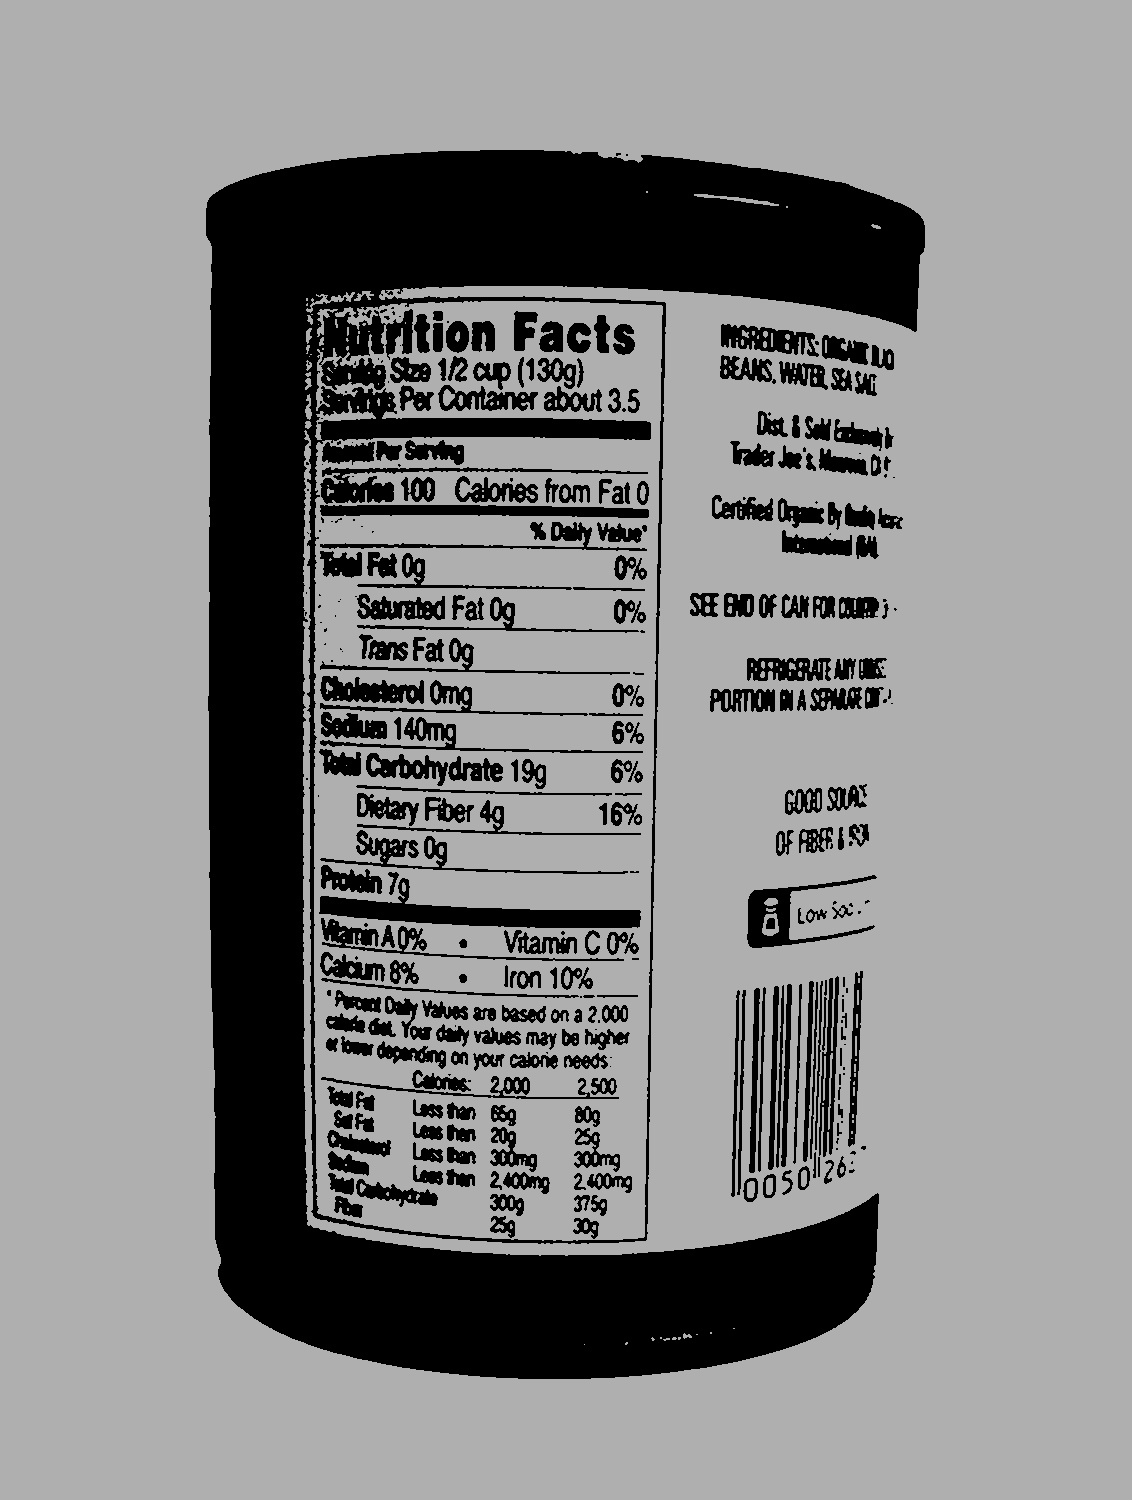 Nutrition Facts
Serving Size 1/2 cup (130g)
Servings Per Container about 3.5
Amount Per Serving
Calories 100 Calories from Fat 0
% Daily Value*
Total Fat 0g 0%
Saturated Fat 0g 0%
Trans Fat 0g
Cholesterol 0mg 0%
Sodium 140mg 6%
Total Carbohydrate 19g 6%
Dietary Fiber 4g 16%
Sugars 0g
Protein 7g
Vitamin A 0% • Vitamin C 0%
Calcium 8% • Iron 10%
* Percent Daily Values are based on a 2,000
calorie diet. Your daily values may be higher
or lower depending on your calorie needs:
Calories: 2,000 2,500
Total Fat Less than 65g 80g
Sat Fat Less than 20g 25g
Cholesterol Less than 300mg 300mg
Sodium Less than 2,400mg 2,400mg
Total Carbohydrate 300g 375g
Fiber 25g 30g
INGREDIENTS: ORGANIC
BEANS, WATER, SEA SALT
Dist. & Sold Exclusively
Trader Joe's, Monrovia,
Certified Organic By
International
SEE END OF CAN FOR
REFRIGERATE ANY
PORTION IN A SEPARATE
GOOD SOURCE
OF FIBER &
Low
0050 26